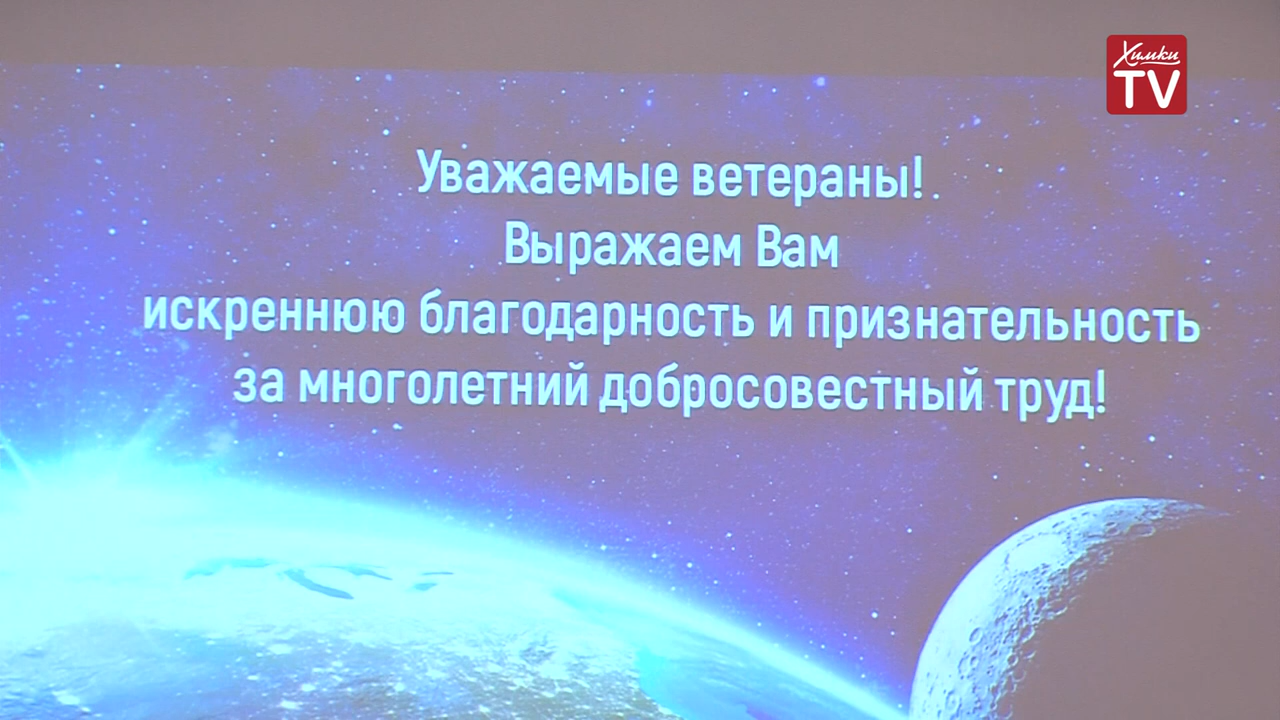 Химки
TV
Уважаемые ветераны!
Выражаем Вам
искреннюю благодарность и признательность
за многолетний добросовестный труд!